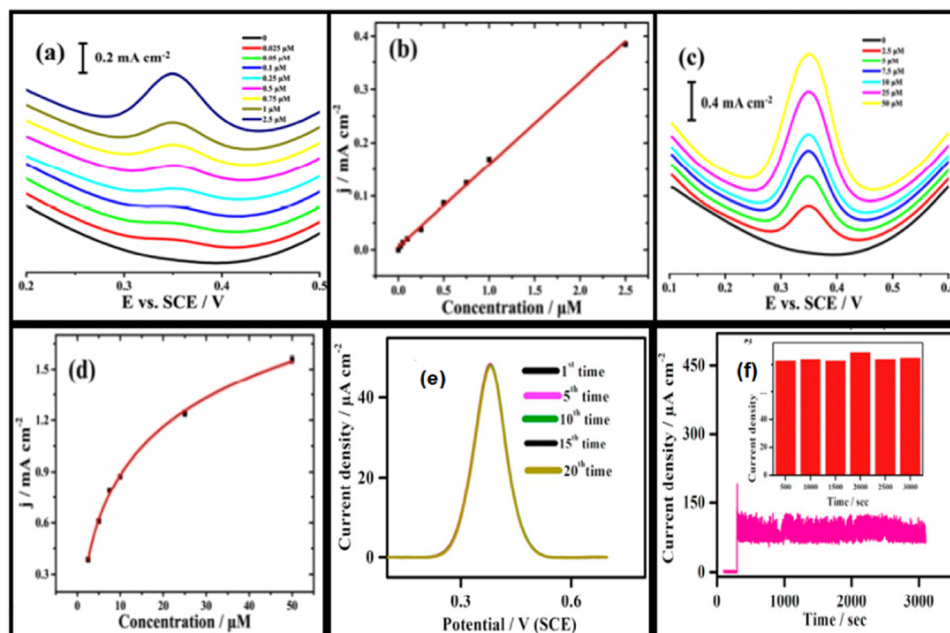 (a)
0.2 mA cm-2
0
0.025 μM
0.05 μM
0.1 μM
0.25 μM
0.5 μM
0.75 μM
1 μM
2.5 μM
0.2 0.3 0.4 0.5
E vs. SCE / V
(b)
j / mA cm-2
0.4
0.3
0.2
0.1
0.0
0.0 0.5 1.0 1.5 2.0 2.5
Concentration / μM
(c)
0.4 mA cm-2
0
2.5 μM
5 μM
7.5 μM
10 μM
25 μM
50 μM
0.1 0.2 0.3 0.4 0.5
E vs. SCE / V
(d)
j / mA cm-2
1.5
1.2
0.9
0.6
0.3
0 10 20 30 40 50
Concentration / μM
(e)
Current density / μA cm-2
40
20
0
1st time
5th time
10th time
15th time
20th time
0.3 0.6
Potential / V (SCE)
(f)
Current density / μA cm-2
450
300
150
0
0 1000 2000 3000
Time / sec
Current density
0
500 1000 1500 2000 2500 3000
Time / sec